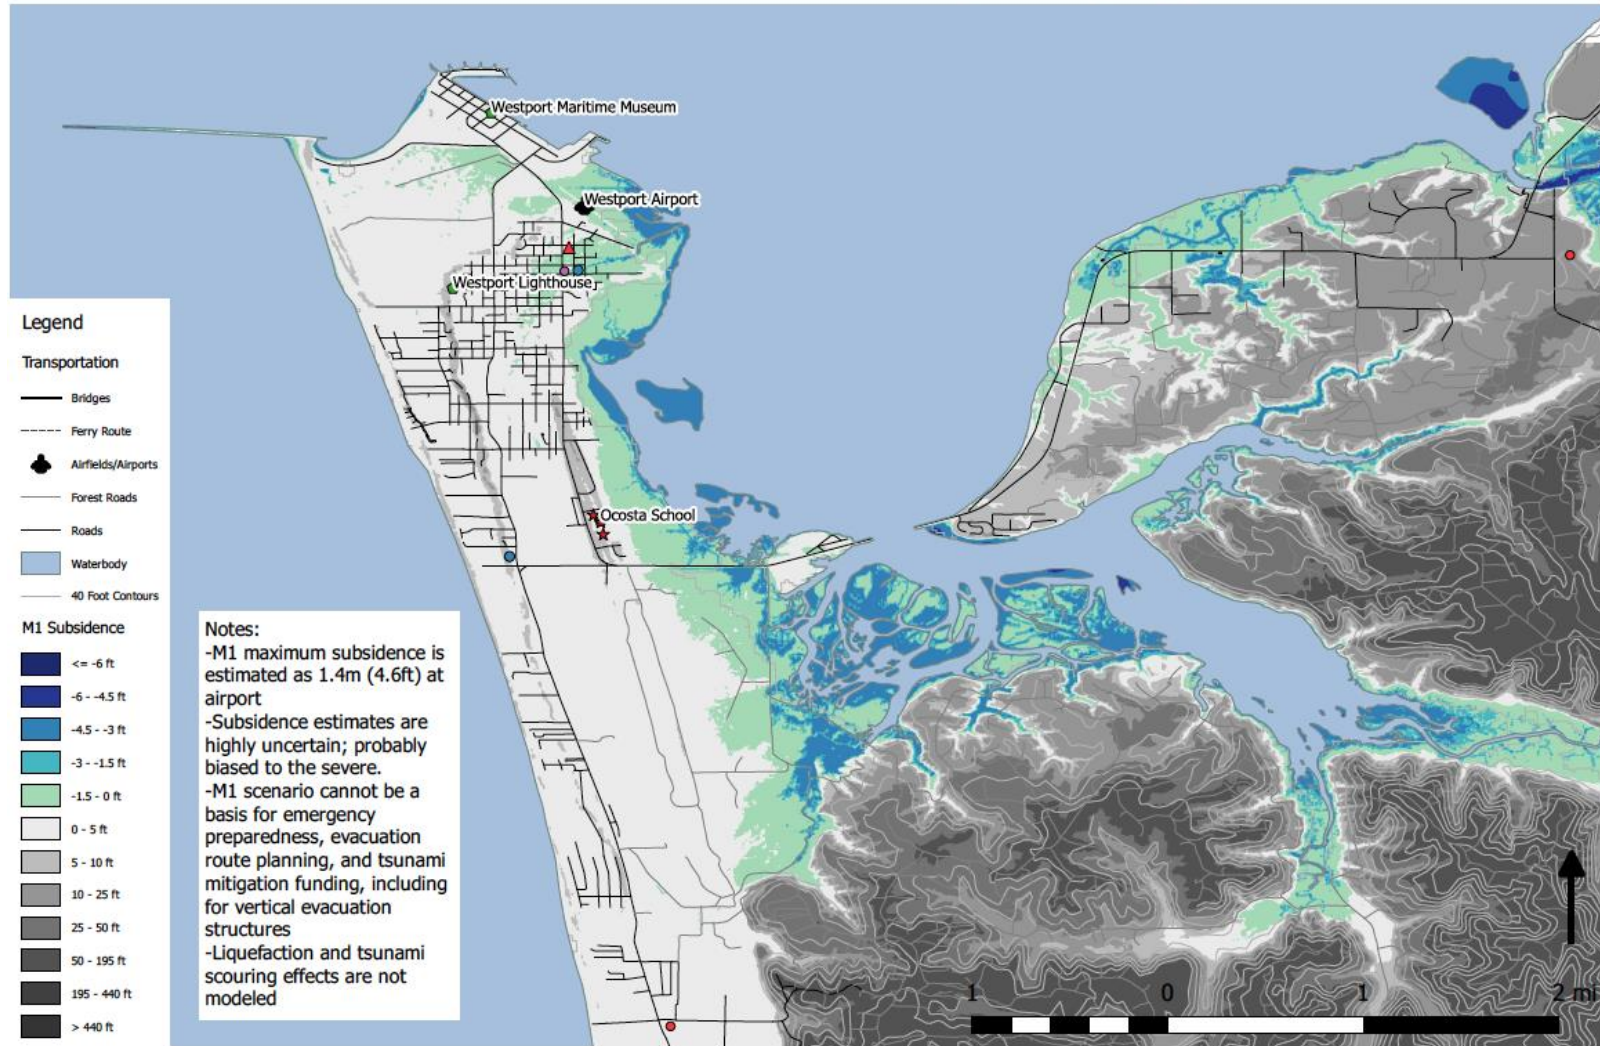 Westport Maritime Museum
Westport Airport
Westport Lighthouse
Ocosta School
Legend
Transportation
Bridges
Ferry Route
Airfields/Airports
Forest Roads
Roads
Waterbody
40 Foot Contours
M1 Subsidence
<= -6 ft
-6 - -4.5 ft
-4.5 - -3 ft
-3 - -1.5 ft
-1.5 - 0 ft
0 - 5 ft
5 - 10 ft
10 - 25 ft
25 - 50 ft
50 - 195 ft
195 - 440 ft
> 440 ft
Notes:
-M1 maximum subsidence is
estimated as 1.4m (4.6ft) at
airport
-Subsidence estimates are
highly uncertain; probably
biased to the severe.
-M1 scenario cannot be a
basis for emergency
preparedness, evacuation
route planning, and tsunami
mitigation funding, including
for vertical evacuation
structures
-Liquefaction and tsunami
scouring effects are not
modeled
1 0 1 2 mi